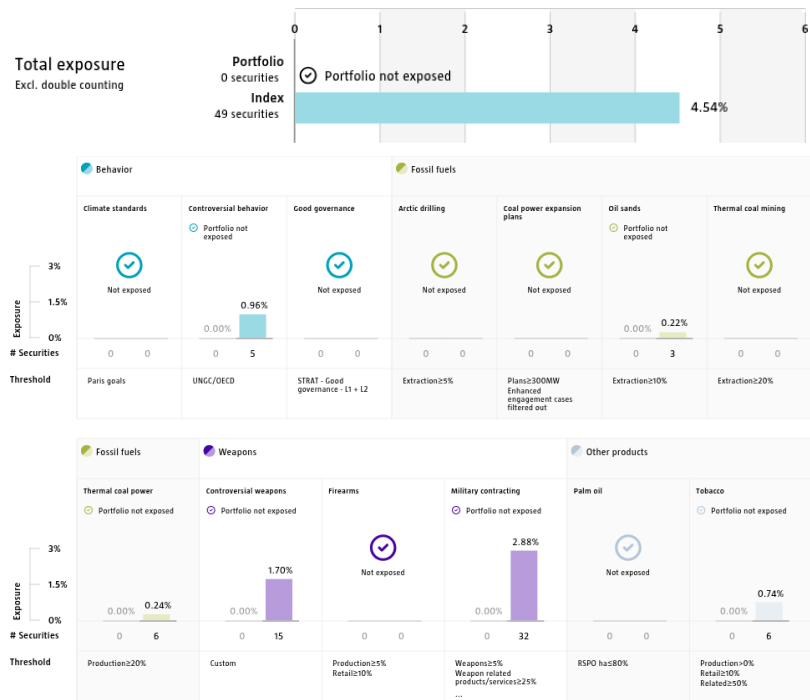 0 1 2 3 4 5 6
Total exposure
Excl. double counting
Portfolio
0 securities
Portfolio not exposed
Index
49 securities
4.54%
Behavior
Fossil fuels
Climate standards
Controversial behavior
Good governance
Arctic drilling
Coal power expansion
plans
Oil sands
Thermal coal mining
Portfolio not
exposed
Portfolio not
exposed
Not exposed
Not exposed
Not exposed
Not exposed
Not exposed
Exposure
3%
1.5%
0%
0.00% 0.96%
0.00% 0.22%
# Securities
0 0 0 5 0 0 0 0 0 0 0 3 0 0
Threshold
Paris goals
UNGC/OECD
STRAT - Good
governance - L1 + L2
Extraction≥5%
Plans≥300MW
Enhanced
engagement cases
filtered out
Extraction≥10%
Extraction≥20%
Fossil fuels
Weapons
Other products
Thermal coal power
Controversial weapons
Firearms
Military contracting
Palm oil
Tobacco
Portfolio not exposed
Portfolio not exposed
Portfolio not exposed
Portfolio not exposed
Not exposed
Not exposed
Exposure
3%
1.5%
0%
0.00% 0.24%
0.00% 1.70%
0.00% 2.88%
0.00% 0.74%
# Securities
0 6 0 15 0 0 0 32 0 0 0 6
Threshold
Production≥20%
Custom
Production≥5%
Retail≥10%
Weapons≥5%
Weapon related
products/services≥25%
...
RSPO ha≤80%
Production>0%
Retail≥10%
Related≥50%